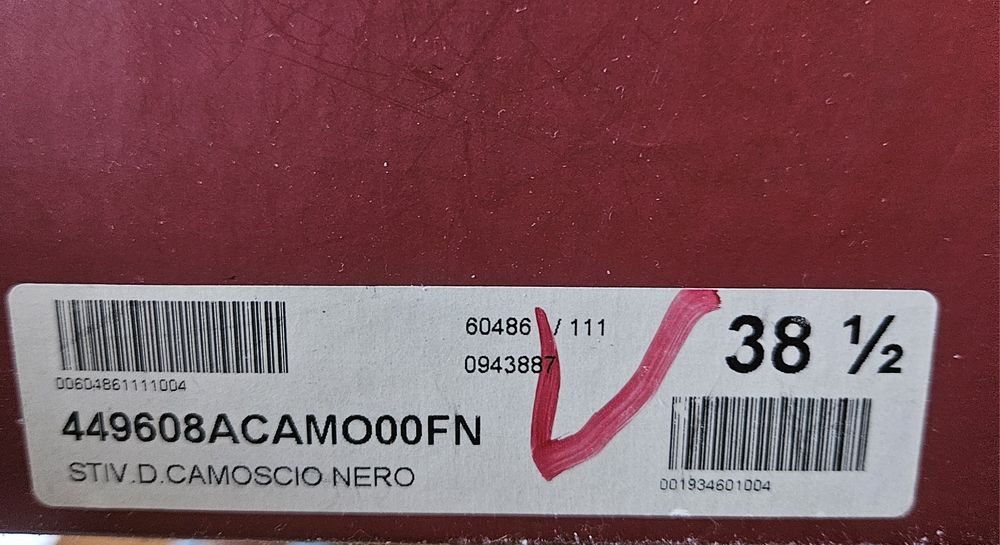 00604861111004
449608ACAMO00FN
STIV.D.CAMOSCIO NERO
60486 / 111
0943887
38 ½
001934601004